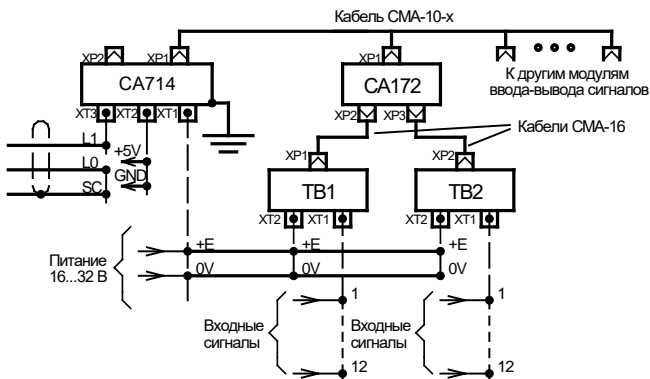 Кабель СМА-10-х
XP2
XP1
CA714
XT3
XT2
XT1
XP1
CA172
XP2
XP3
К другим модулям
ввода-вывода сигналов
Кабели СМА-16
L1
+5V
L0
GND
SC
XP1
TB1
XT2
XT1
XP2
TB2
XT2
XT1
Питание
16...32 В
+E
+E
+E
0V
0V
0V
Входные
сигналы
1
12
Входные
сигналы
1
12